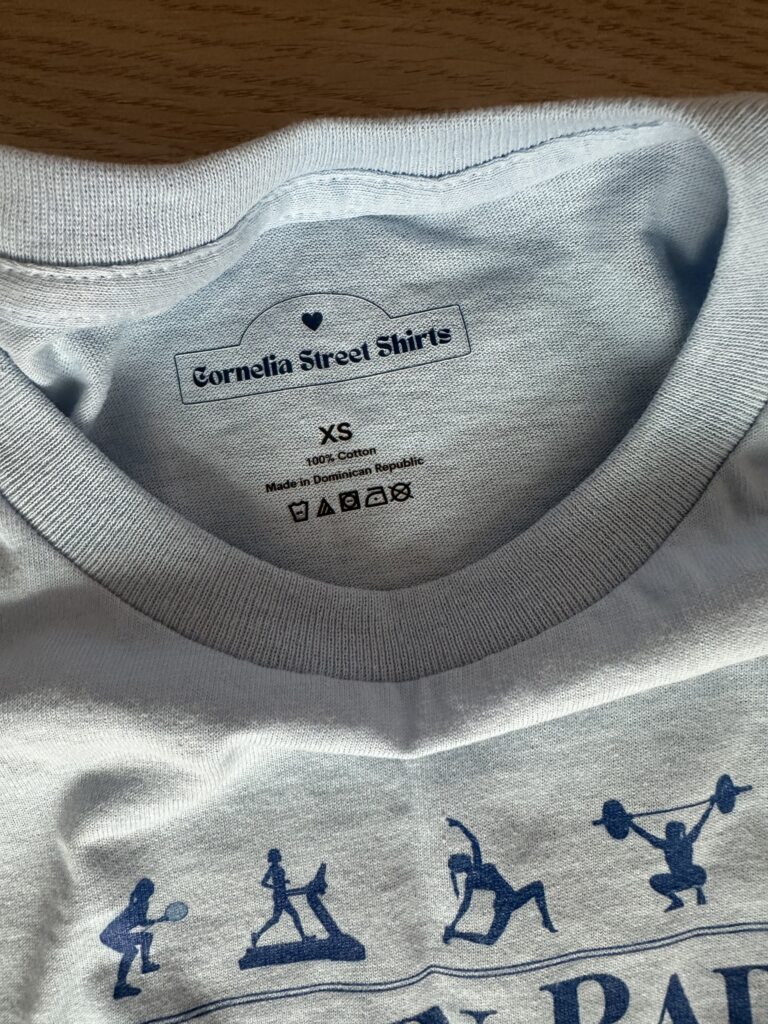 Cornelia Street Shirts
XS
100% Cotton
Made in Dominican Republic